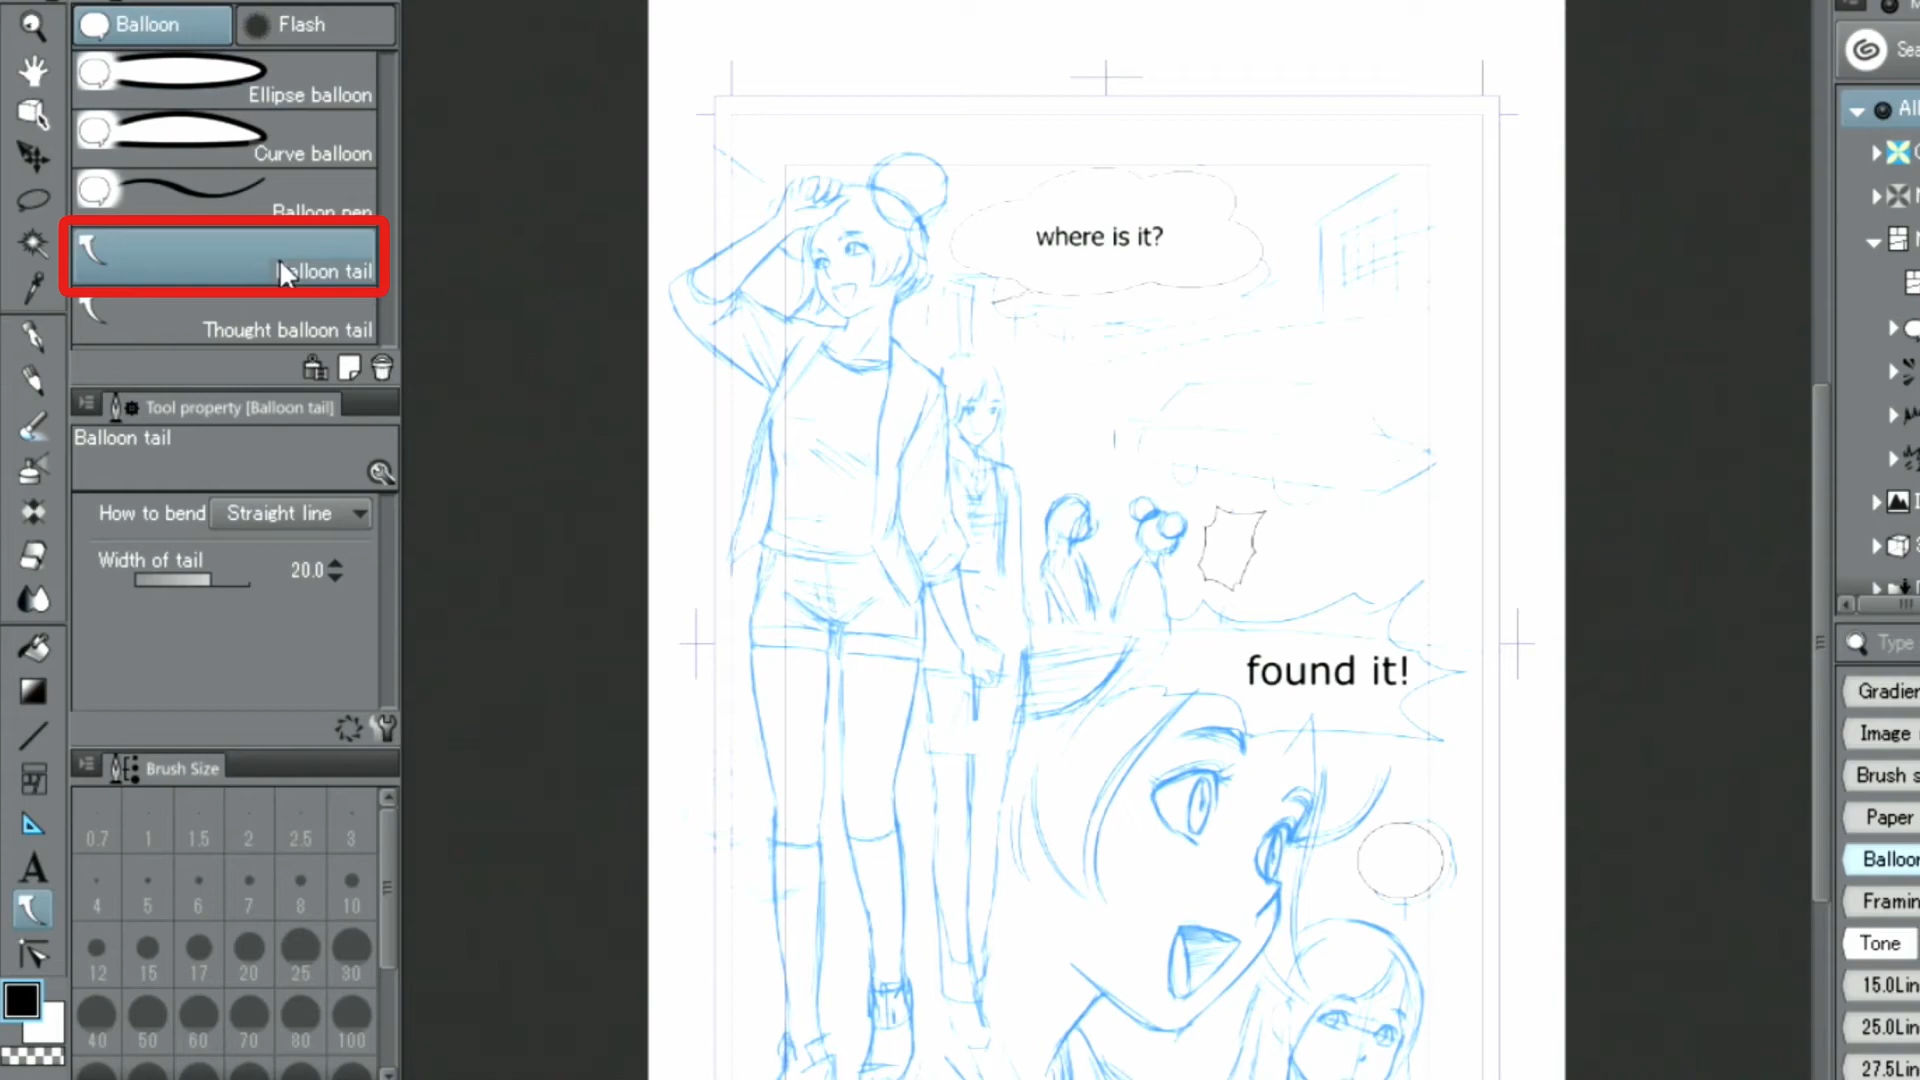 Balloon
Flash
Ellipse balloon
Curve balloon
Balloon pen
Balloon tail
Thought balloon tail
Tool property [Balloon tail]
Balloon tail
How to bend
Straight line
Width of tail
20.0
Brush Size
0.7 1 1.5 2 2.5 3
4 5 6 7 8 10
12 15 17 20 25 30
40 50 60 70 80 100
where is it?
found it!
Sea
All
Type
Gradien
Image
Brush s
Paper
Balloon
Framin
Tone
15.0Lin
25.0Lin
27.5Lin